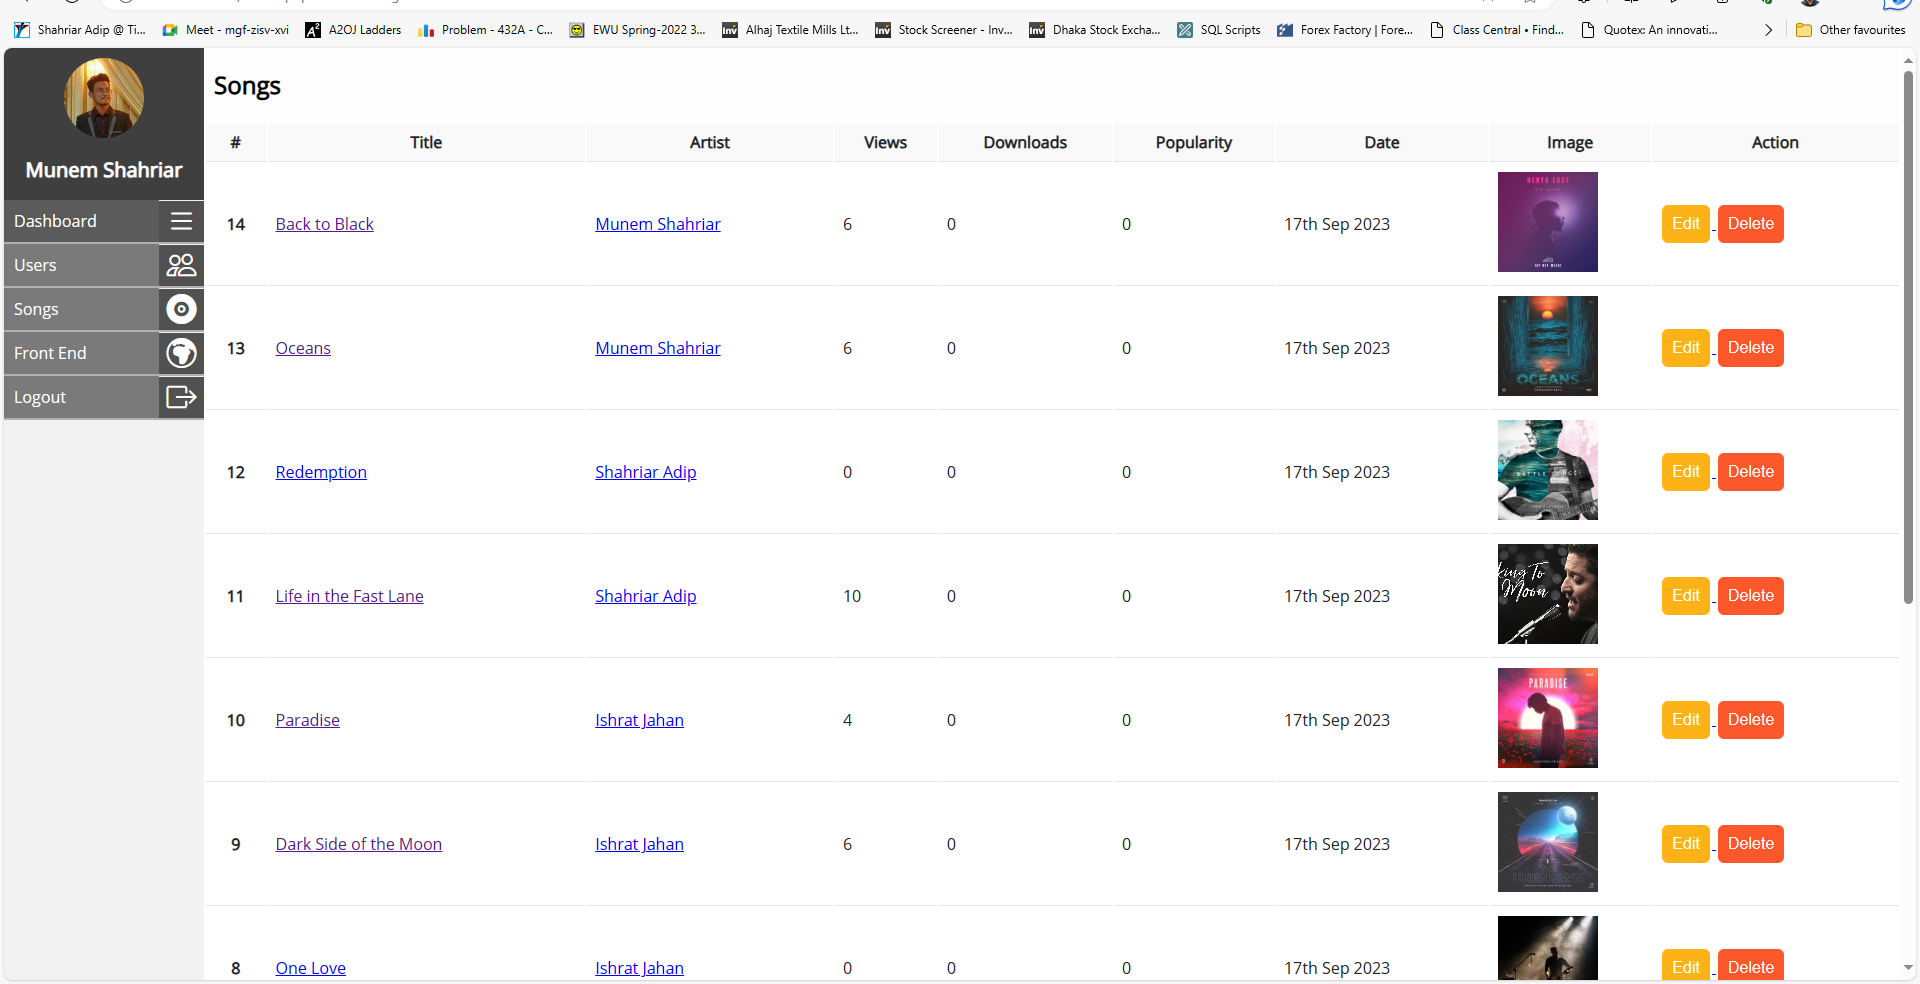 Shahriar Adip @ Ti... Meet - mgf-zisv-xvi A2OJ Ladders Problem - 432A - C... EWU Spring-2022 3... Alhaj Textile Mills Lt... Stock Screener - Inv... Dhaka Stock Excha... SQL Scripts Forex Factory | Fore... Class Central • Find... Quotex: An innovati... Other favourites
Munem Shahriar
Dashboard
Users
Songs
Front End
Logout
Songs
# Title Artist Views Downloads Popularity Date Image Action
14 Back to Black Munem Shahriar 6 0 0 17th Sep 2023 Edit Delete
13 Oceans Munem Shahriar 6 0 0 17th Sep 2023 Edit Delete
OCEANS
12 Redemption Shahriar Adip 0 0 0 17th Sep 2023 Edit Delete
11 Life in the Fast Lane Shahriar Adip 10 0 0 17th Sep 2023 Edit Delete
king To
Moon
10 Paradise Ishrat Jahan 4 0 0 17th Sep 2023 Edit Delete
PARADISE
9 Dark Side of the Moon Ishrat Jahan 6 0 0 17th Sep 2023 Edit Delete
UNKNOWN
8 One Love Ishrat Jahan 0 0 0 17th Sep 2023 Edit Delete